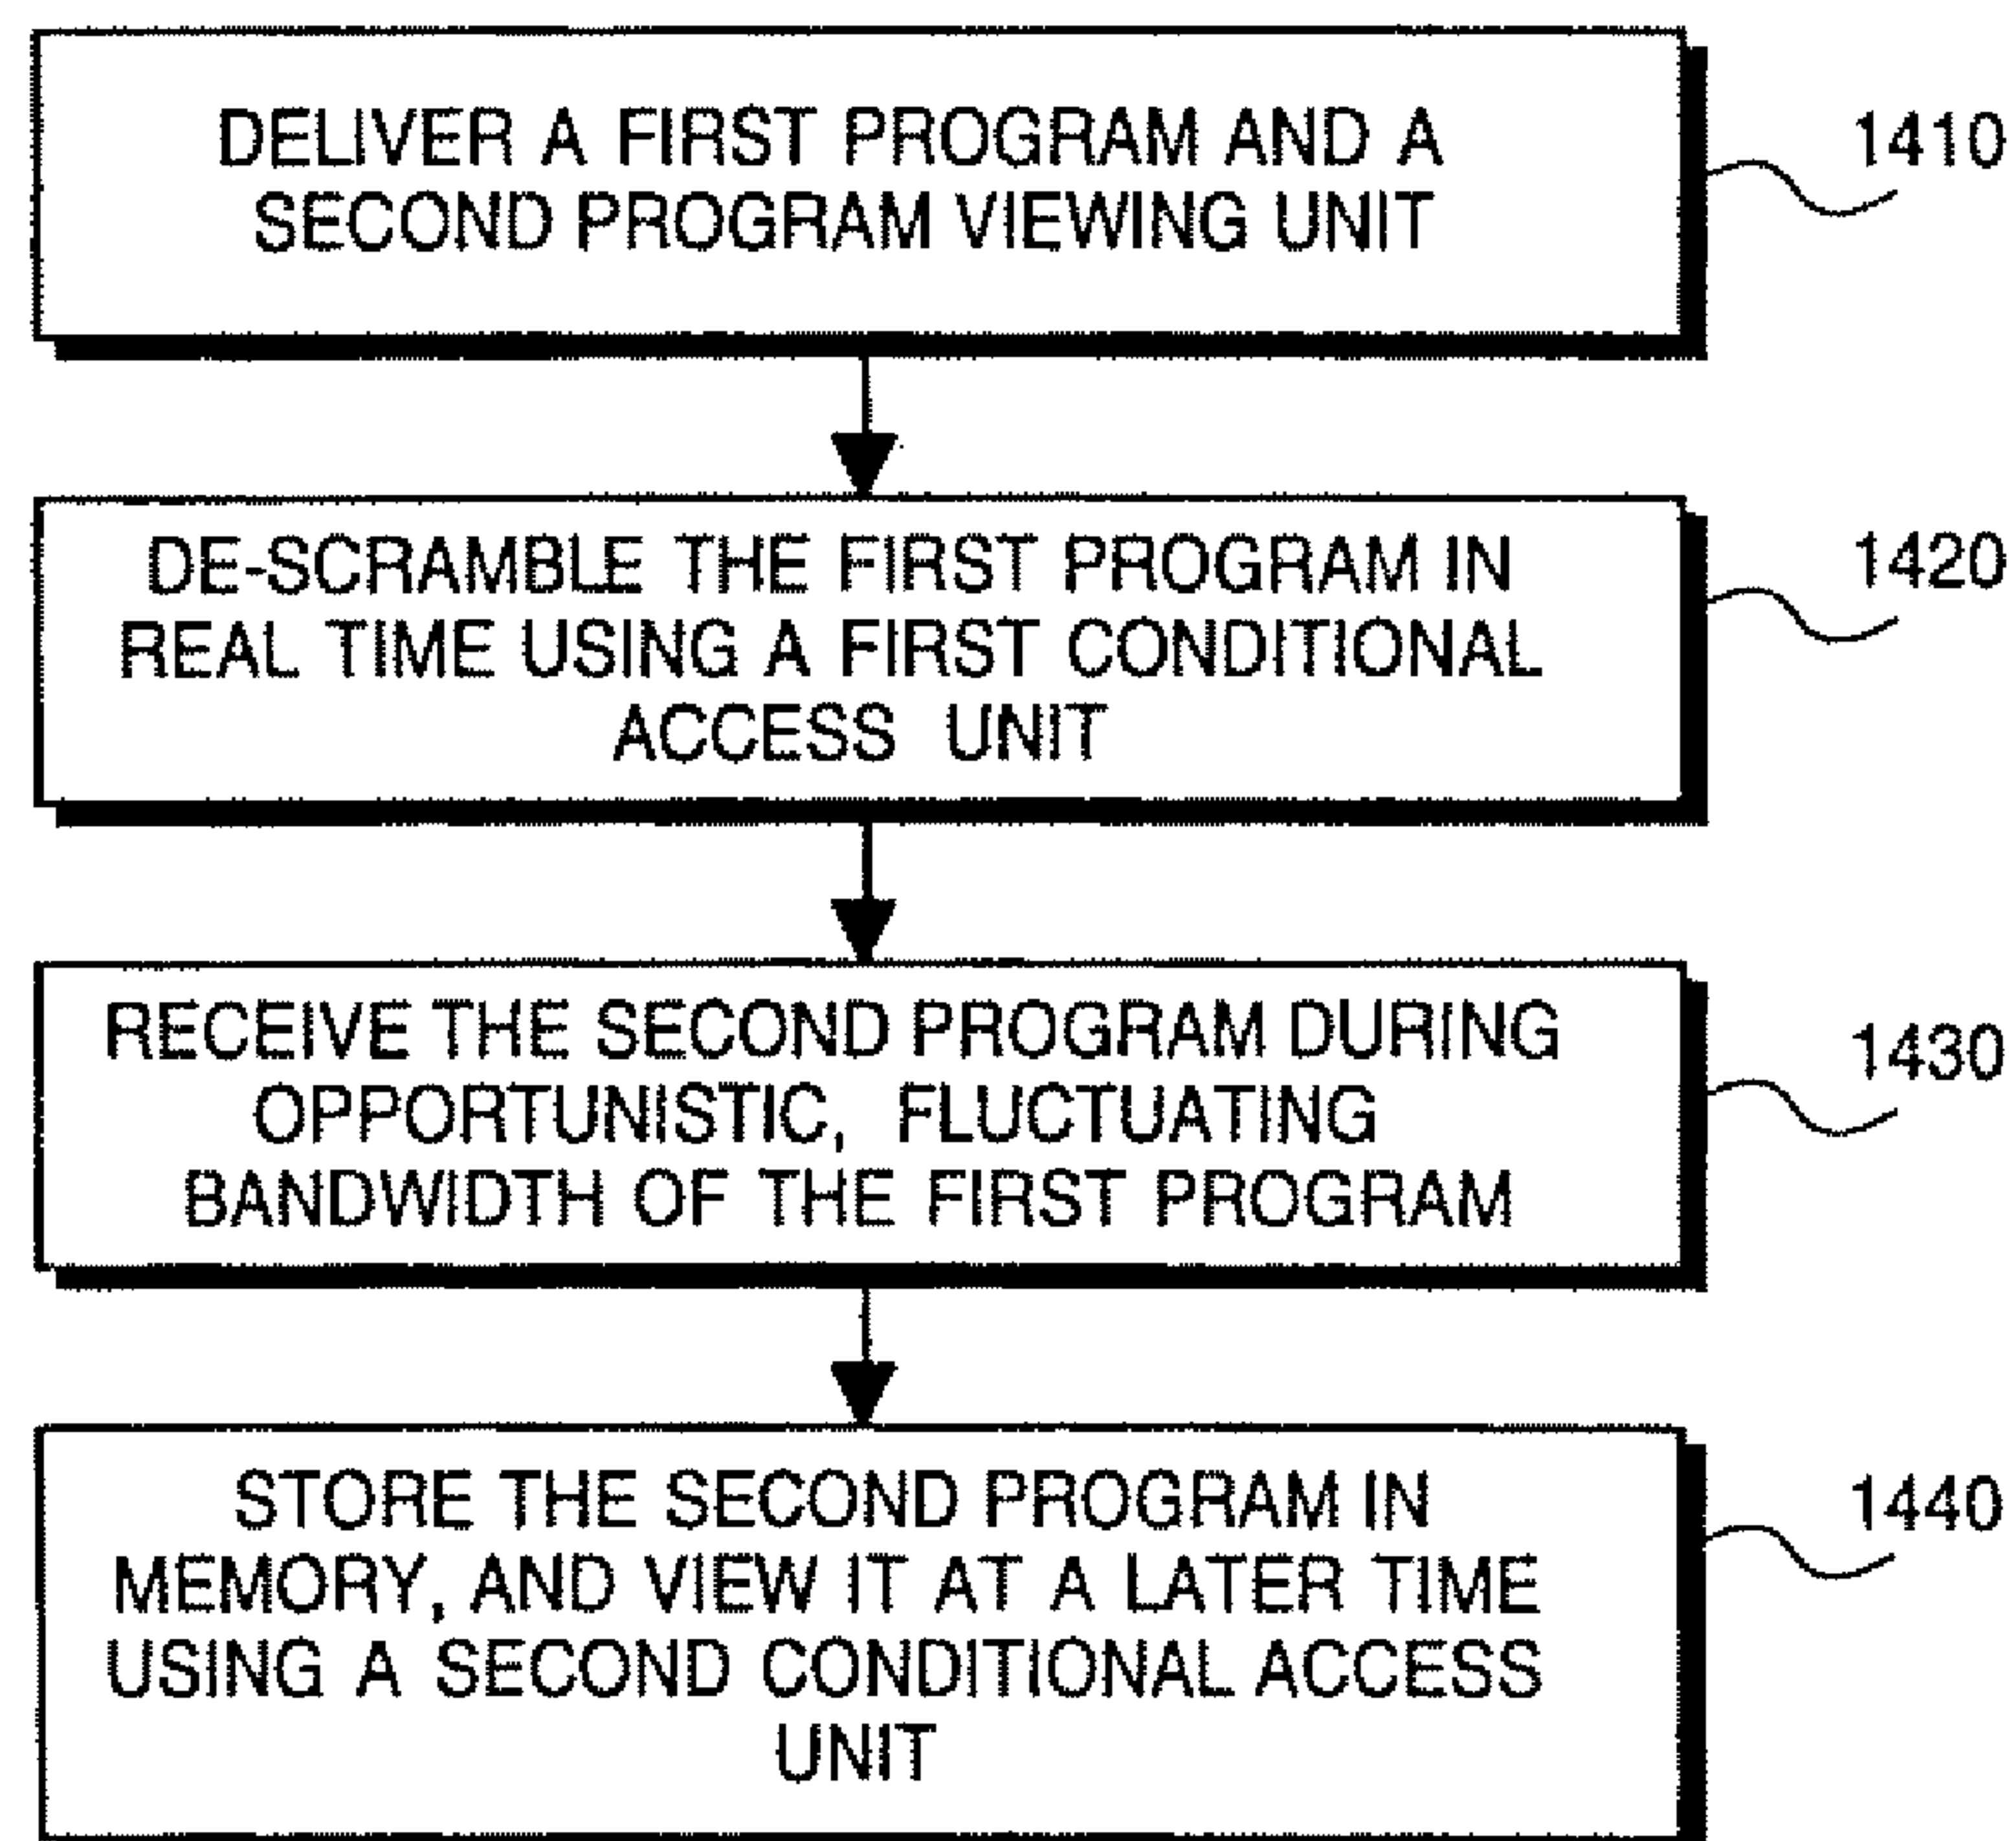 DELIVER A FIRST PROGRAM AND A
SECOND PROGRAM VIEWING UNIT
1410
DE-SCRAMBLE THE FIRST PROGRAM IN
REAL TIME USING A FIRST CONDITIONAL
ACCESS UNIT
1420
RECEIVE THE SECOND PROGRAM DURING
OPPORTUNISTIC, FLUCTUATING
BANDWIDTH OF THE FIRST PROGRAM
1430
STORE THE SECOND PROGRAM IN
MEMORY, AND VIEW IT AT A LATER TIME
USING A SECOND CONDITIONAL ACCESS
UNIT
1440